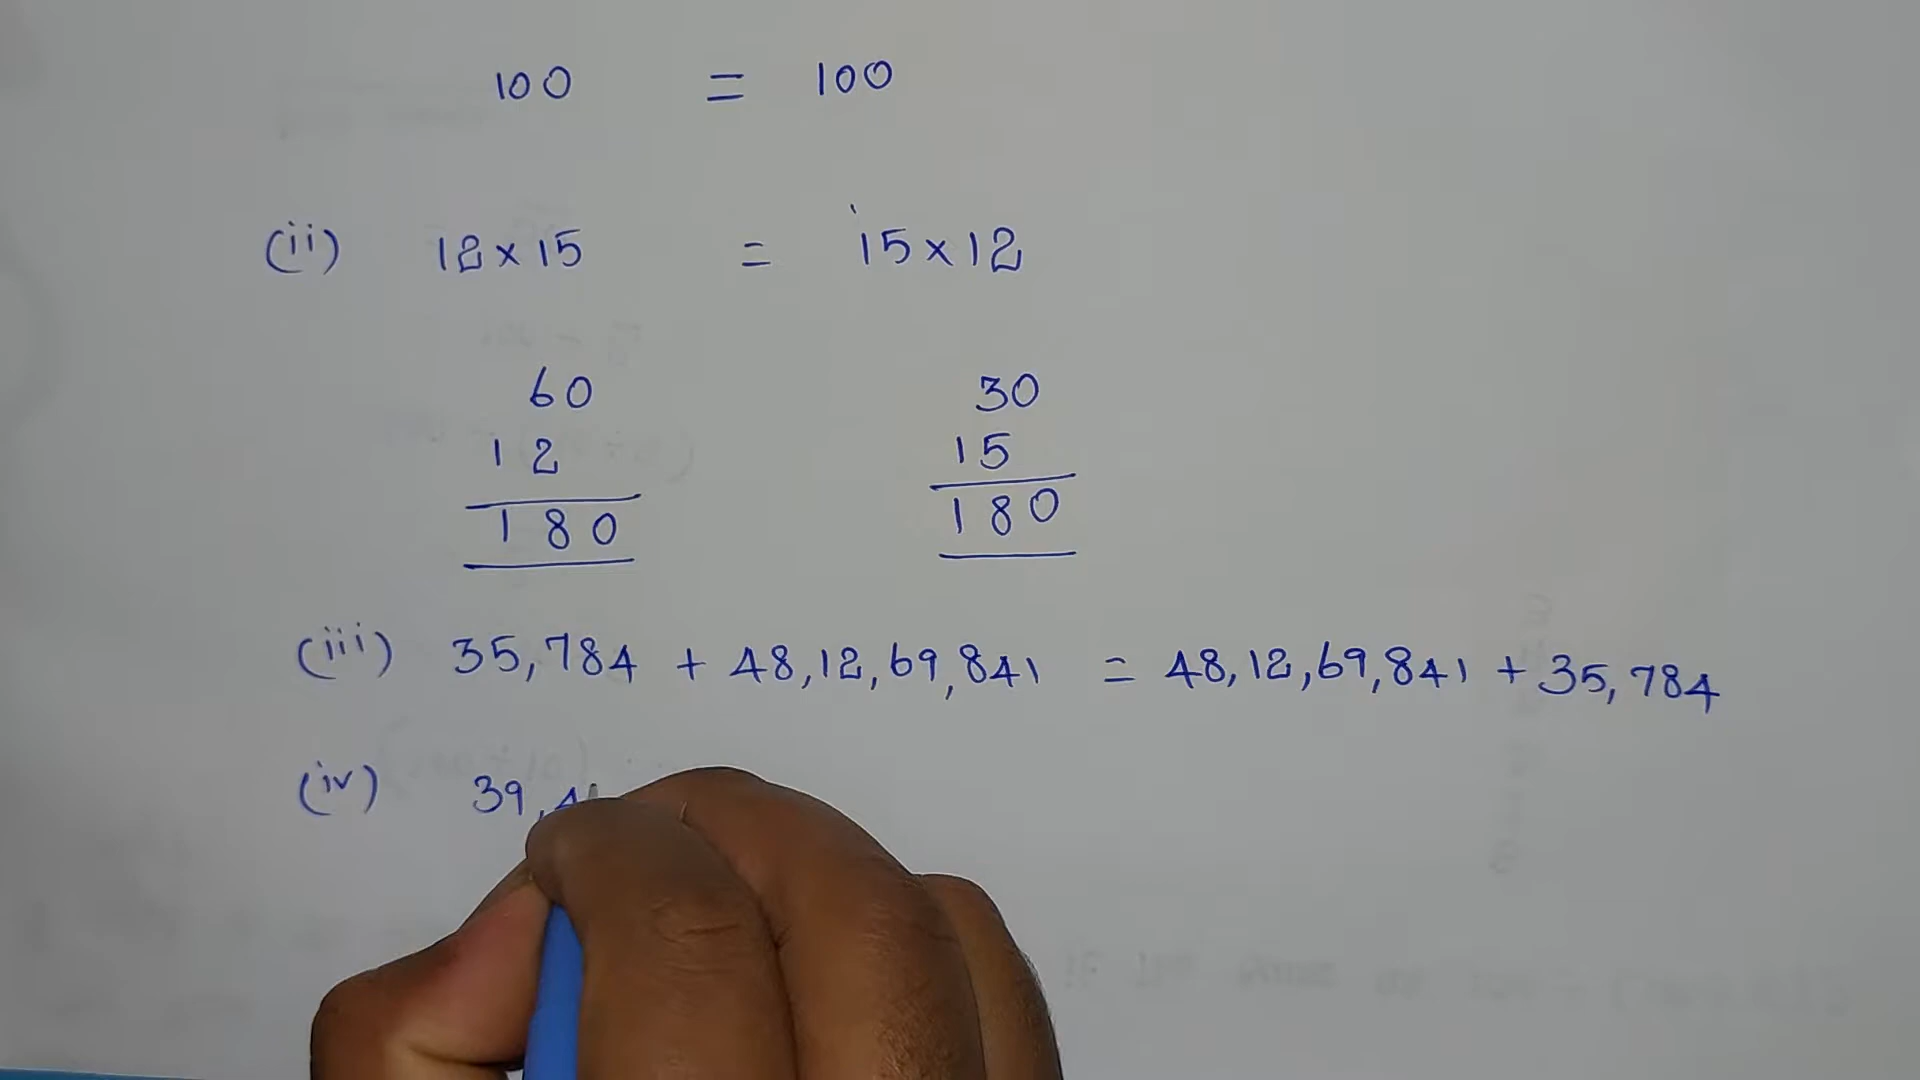 100 = 100
(ii) 12 × 15 = 15 × 12
60 30
12 15
180 180
(iii) 35,784 + 48,12,69,841 = 48,12,69,841 + 35,784
(iv) 39,4